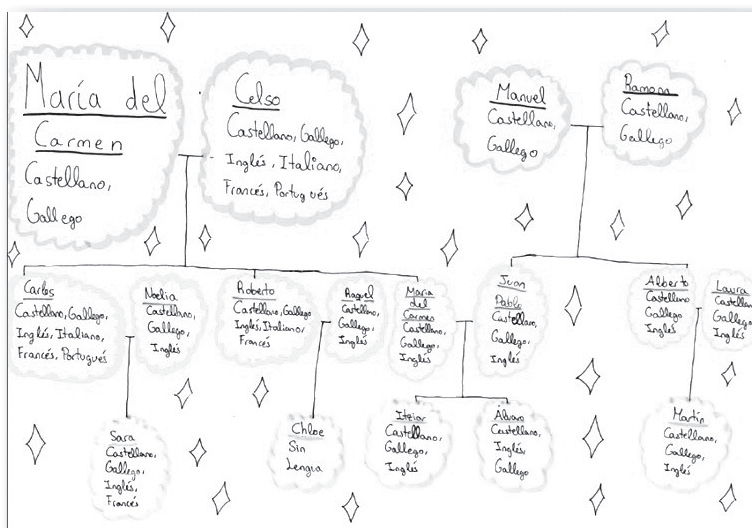 María del
Carmen
Castellano,
Gallego
Celso
Castellano, Gallego,
Inglés, Italiano,
Francés, Portugués
Manuel
Castellano,
Gallego
Ramona
Castellano,
Gallego
Carlos
Castellano, Gallego,
Inglés, Italiano,
Francés, Portugués
Noelia
Castellano,
Gallego,
Inglés
Roberto
Castellano, Gallego
Inglés, Italiano,
Francés
Raquel
Castellano,
Gallego,
Inglés
María
del
Carmen
Castellano,
Gallego,
Inglés
Juan
Pablo
Castellano,
Gallego,
Inglés
Alberto
Castellano
Gallego
Inglés
Laura
Castellano
Gallego
Inglés
Sara
Castellano,
Gallego,
Inglés,
Francés
Chloe
Sin
Lengua
Castellano,
Gallego,
Inglés
Álvaro
Castellano,
Inglés,
Gallego
Martín
Castellano,
Gallego,
Inglés